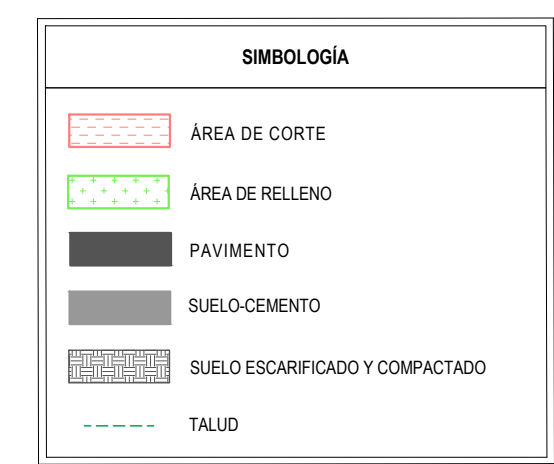 SIMBOLOGÍA
ÁREA DE CORTE
ÁREA DE RELLENO
PAVIMENTO
SUELO-CEMENTO
SUELO ESCARIFICADO Y COMPACTADO
TALUD